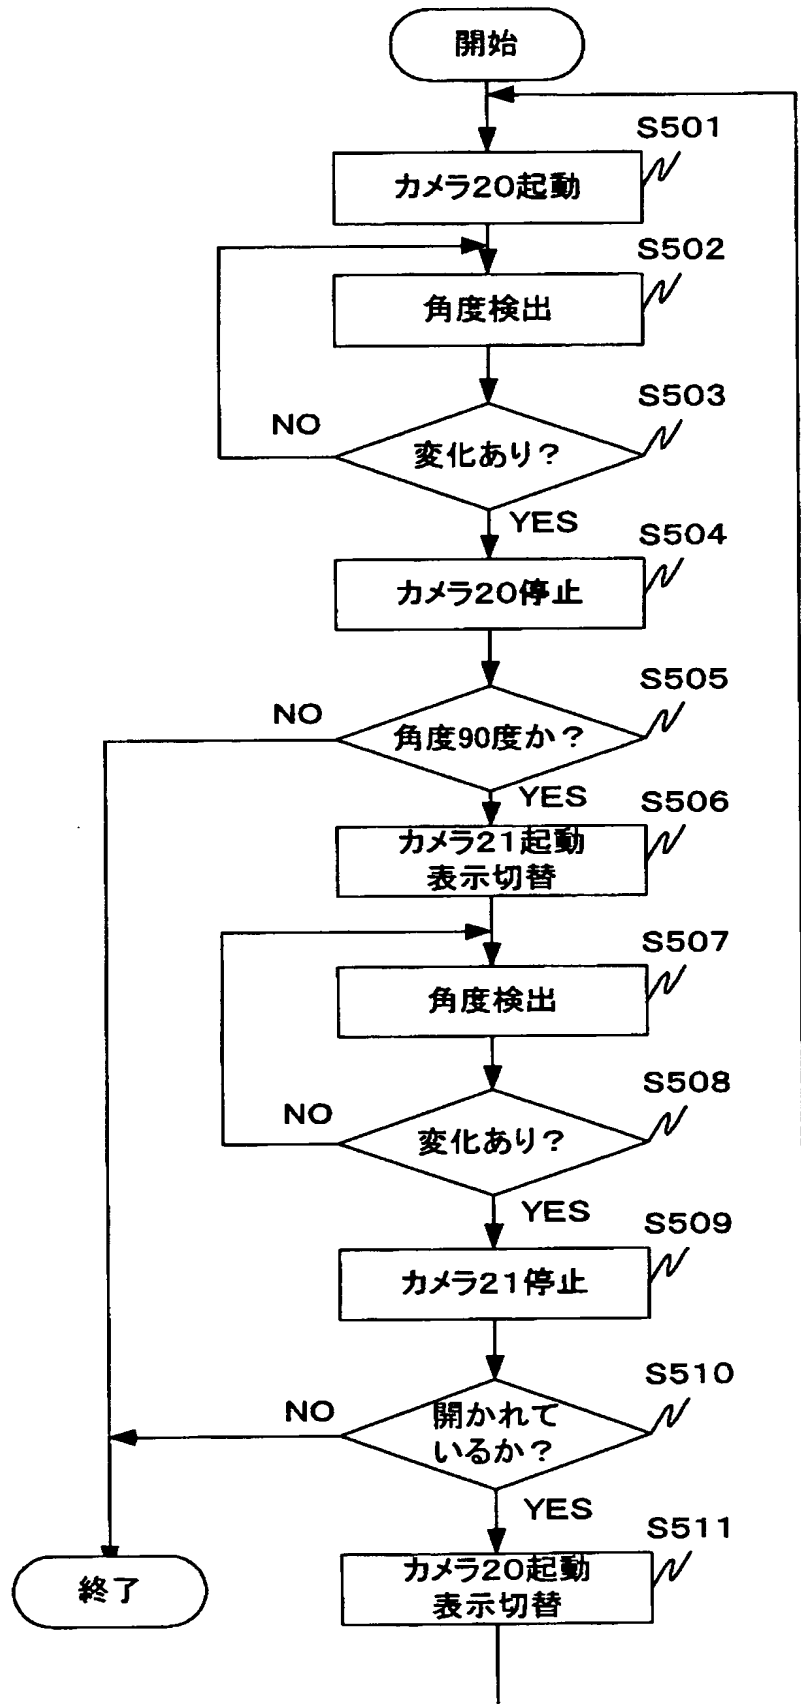 開始
S501
カメラ20起動
S502
角度検出
S503
NO
変化あり?
YES
S504
カメラ20停止
S505
NO
角度90度か?
YES
S506
カメラ21起動
表示切替
S507
角度検出
S508
NO
変化あり?
YES
S509
カメラ21停止
S510
NO
開かれて
いるか?
YES
S511
カメラ20起動
表示切替
終了